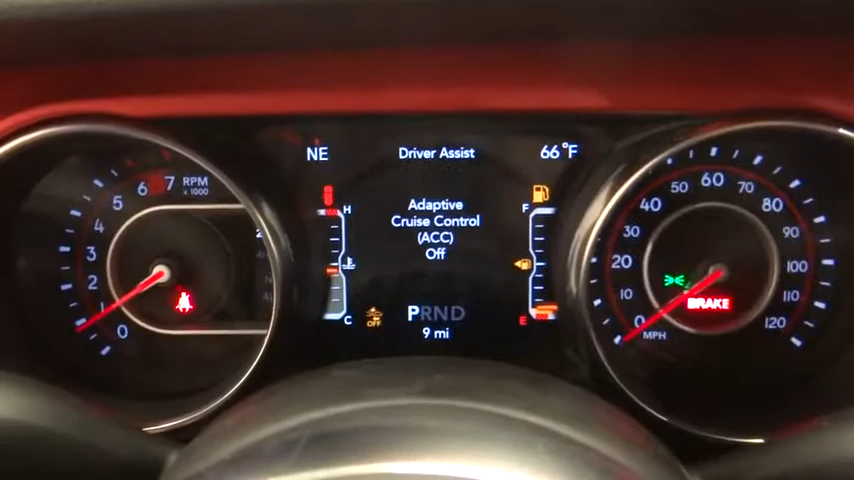 NE
Driver Assist
66°F
Adaptive
Cruise Control
(ACC)
Off
H
C
F
E
OFF
PRND
9 mi
0
1
2
3
4
5
6
7
RPM
x1000
0
10
20
30
40
50
60
70
80
90
100
110
120
MPH
BRAKE